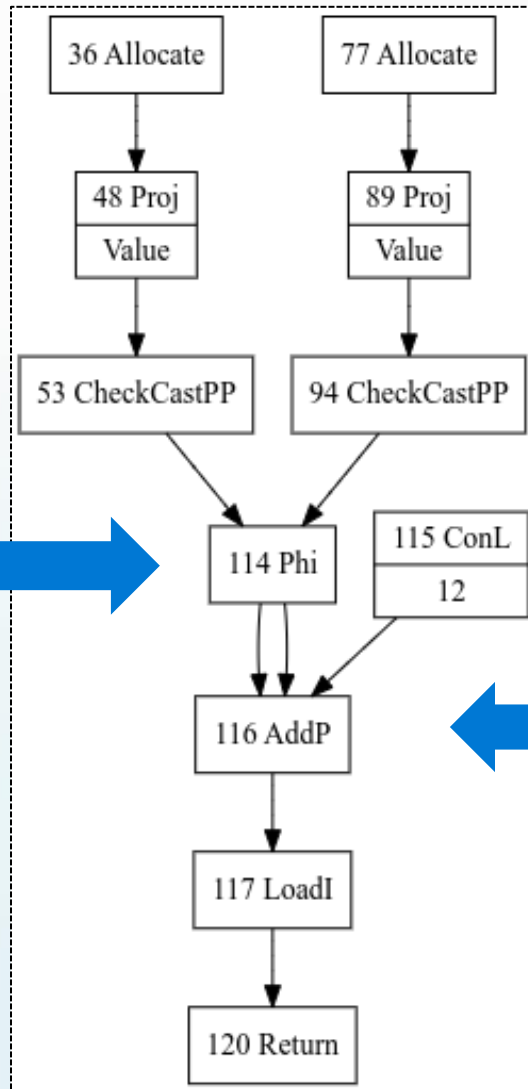 36 Allocate
77 Allocate
48 Proj
Value
89 Proj
Value
53 CheckCastPP
94 CheckCastPP
114 Phi
115 ConL
12
116 AddP
117 LoadI
120 Return